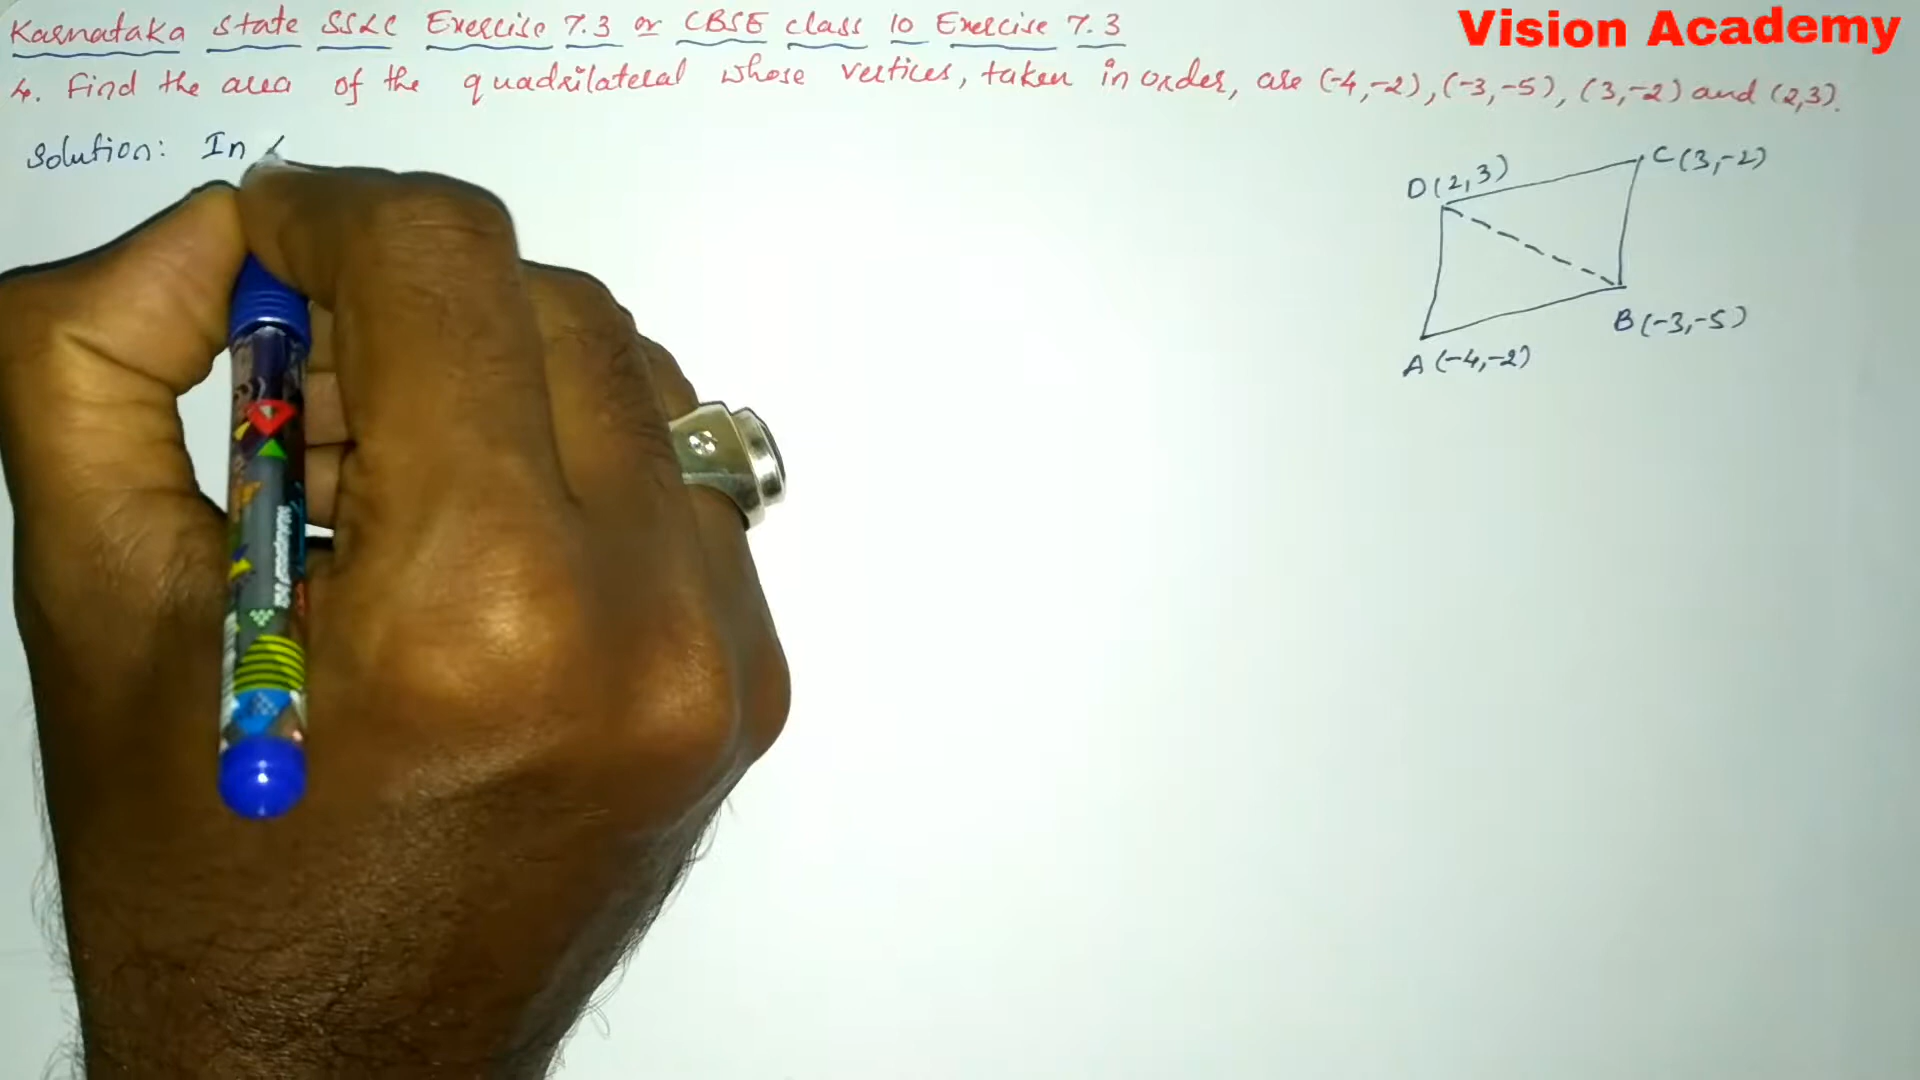 Karnataka State SSLC Exercise 7.3 or CBSE class 10 Exercise 7.3
Vision Academy
4. Find the area of the quadrilateral whose vertices, taken in order, are (-4,-2), (-3,-5), (3,-2) and (2,3).
Solution: In
D(2,3)
C(3,-2)
B(-3,-5)
A(-4,-2)